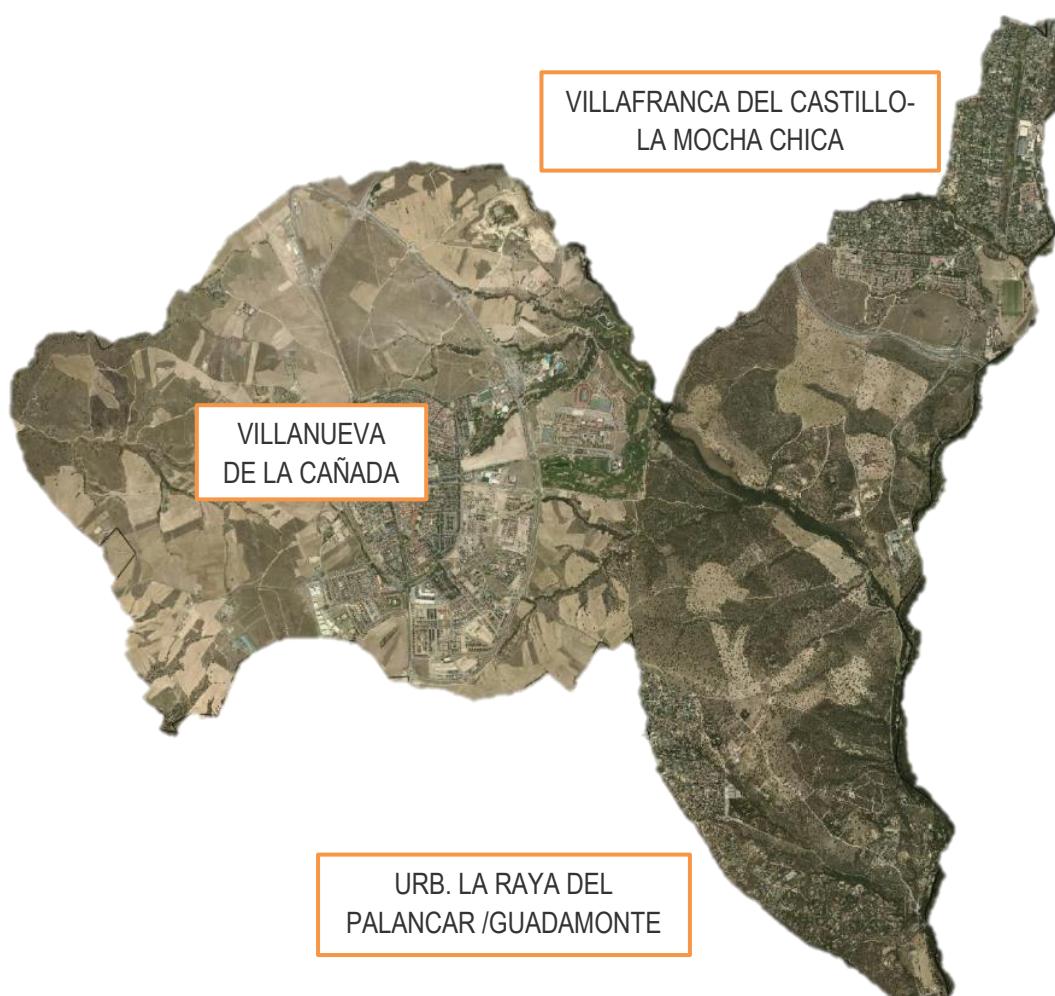 VILLAFRANCA DEL CASTILLO-
LA MOCHA CHICA
VILLANUEVA
DE LA CAÑADA
URB. LA RAYA DEL
PALANCAR /GUADAMONTE